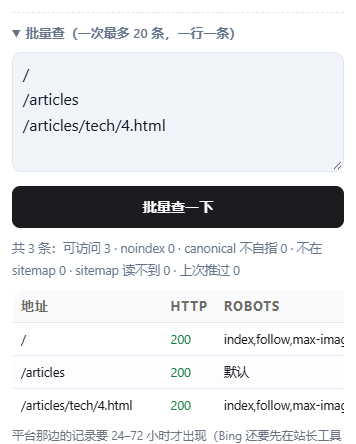 ▼ 批量查（一次最多 20 条，一行一条）
/
/articles
/articles/tech/4.html
批量查一下
共 3 条：可访问 3 · noindex 0 · canonical 不自指 0 · 不在
sitemap 0 · sitemap 读不到 0 · 上次推过 0
地址 HTTP ROBOTS
/ 200 index,follow,max-imag
/articles 200 默认
/articles/tech/4.html 200 index,follow,max-imag
平台那边的记录要 24–72 小时才出现（Bing 还要先在站长工具